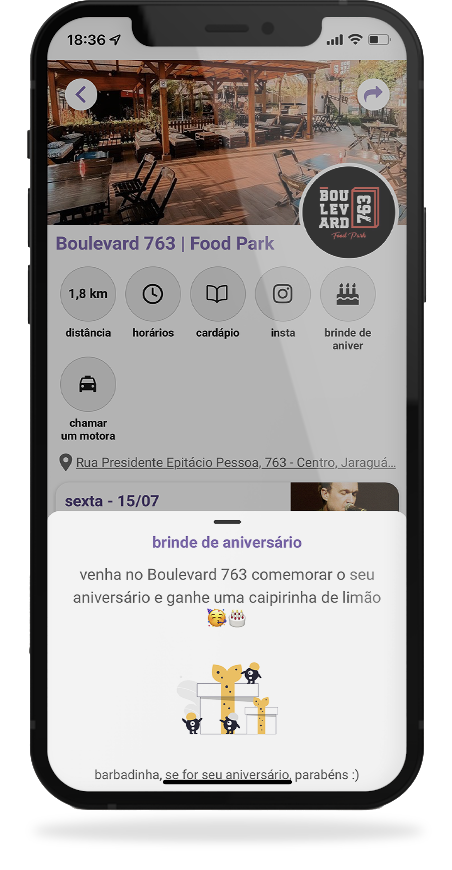 18:36
BOU
LEV
ARD
763
Food Park
Boulevard 763 | Food Park
1,8 km
distância
horários
cardápio
insta
brinde de
aniver
chamar
um motora
Rua Presidente Epitácio Pessoa, 763 - Centro, Jaraguá...
sexta - 15/07
brinde de aniversário
venha no Boulevard 763 comemorar o seu
aniversário e ganhe uma caipirinha de limão
🥳🎂
barbadinha, se for seu aniversário, parabéns :)